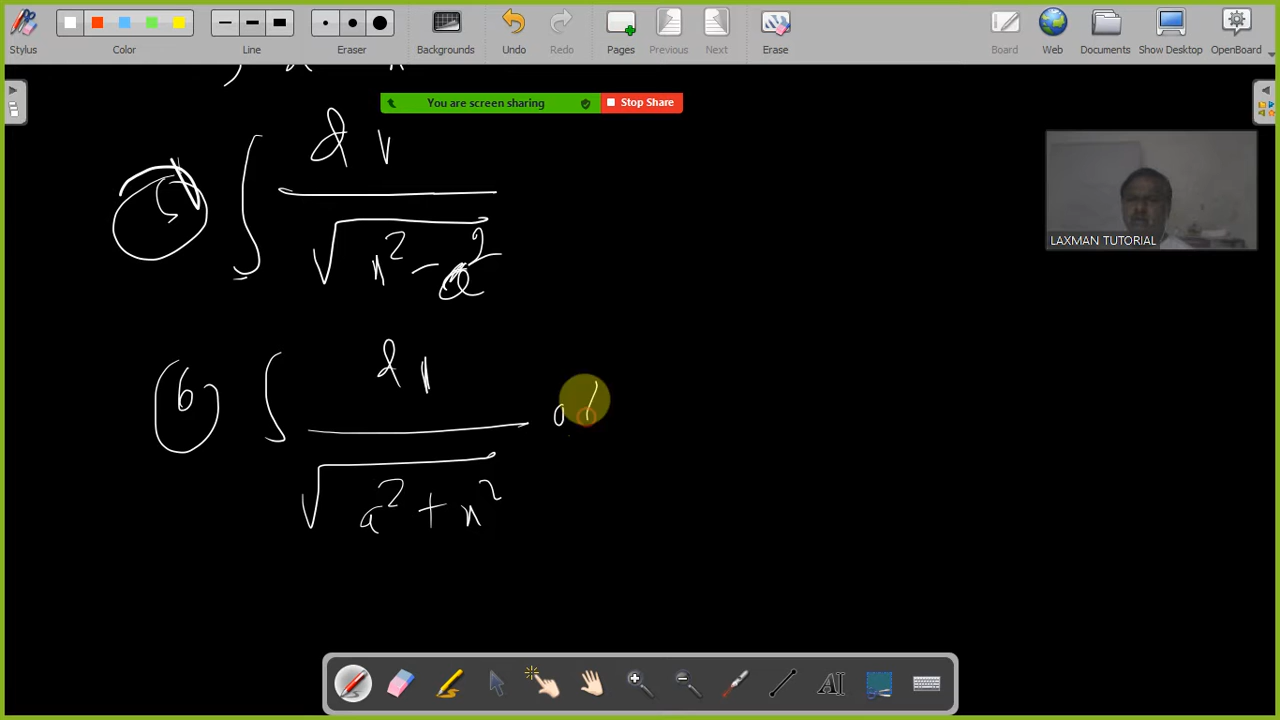 Stylus Color Line Eraser Backgrounds Undo Redo Pages Previous Next Erase Board Web Documents Show Desktop OpenBoard
You are screen sharing Stop Share
5 ∫ dx / √(x² - a²)
LAXMAN TUTORIAL
6 ∫ dx / √(a² + x²)
AI